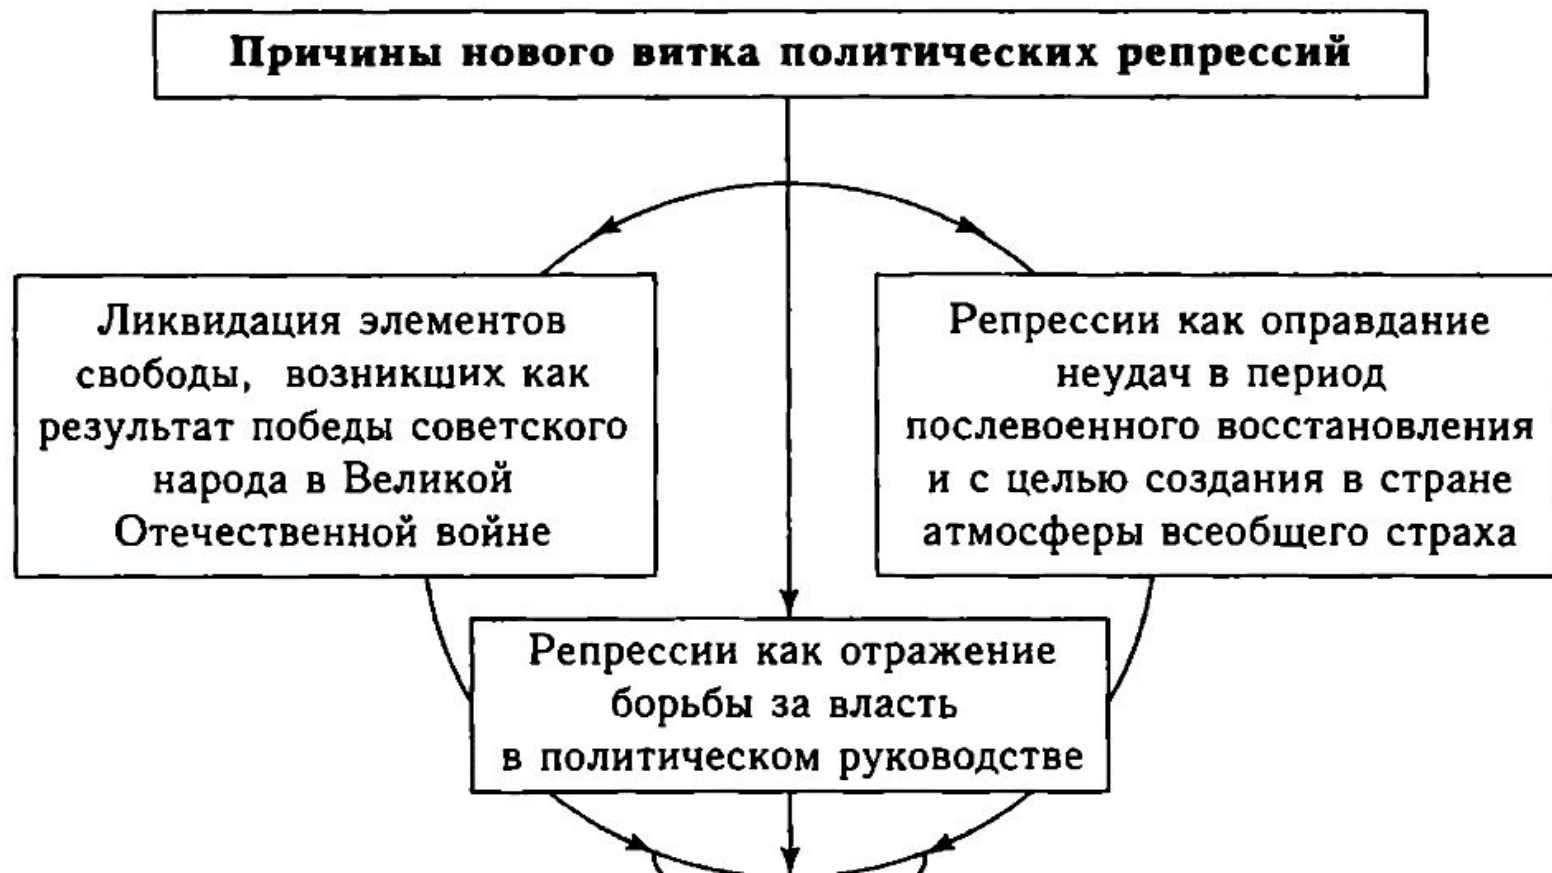 Причины нового витка политических репрессий
Ликвидация элементов
свободы, возникших как
результат победы советского
народа в Великой
Отечественной войне
Репрессии как оправдание
неудач в период
послевоенного восстановления
и с целью создания в стране
атмосферы всеобщего страха
Репрессии как отражение
борьбы за власть
в политическом руководстве